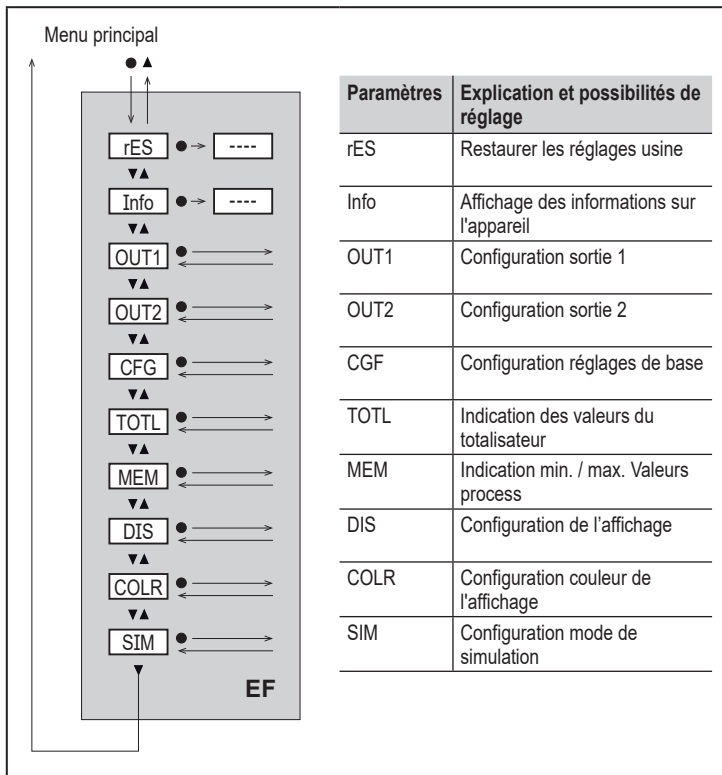 Menu principal
rES
----
Info
----
OUT1
OUT2
CFG
TOTL
MEM
DIS
COLR
SIM
EF
Paramètres
Explication et possibilités de
réglage
rES
Restaurer les réglages usine
Info
Affichage des informations sur
l'appareil
OUT1
Configuration sortie 1
OUT2
Configuration sortie 2
CGF
Configuration réglages de base
TOTL
Indication des valeurs du
totalisateur
MEM
Indication min. / max. Valeurs
process
DIS
Configuration de l’affichage
COLR
Configuration couleur de
l'affichage
SIM
Configuration mode de
simulation